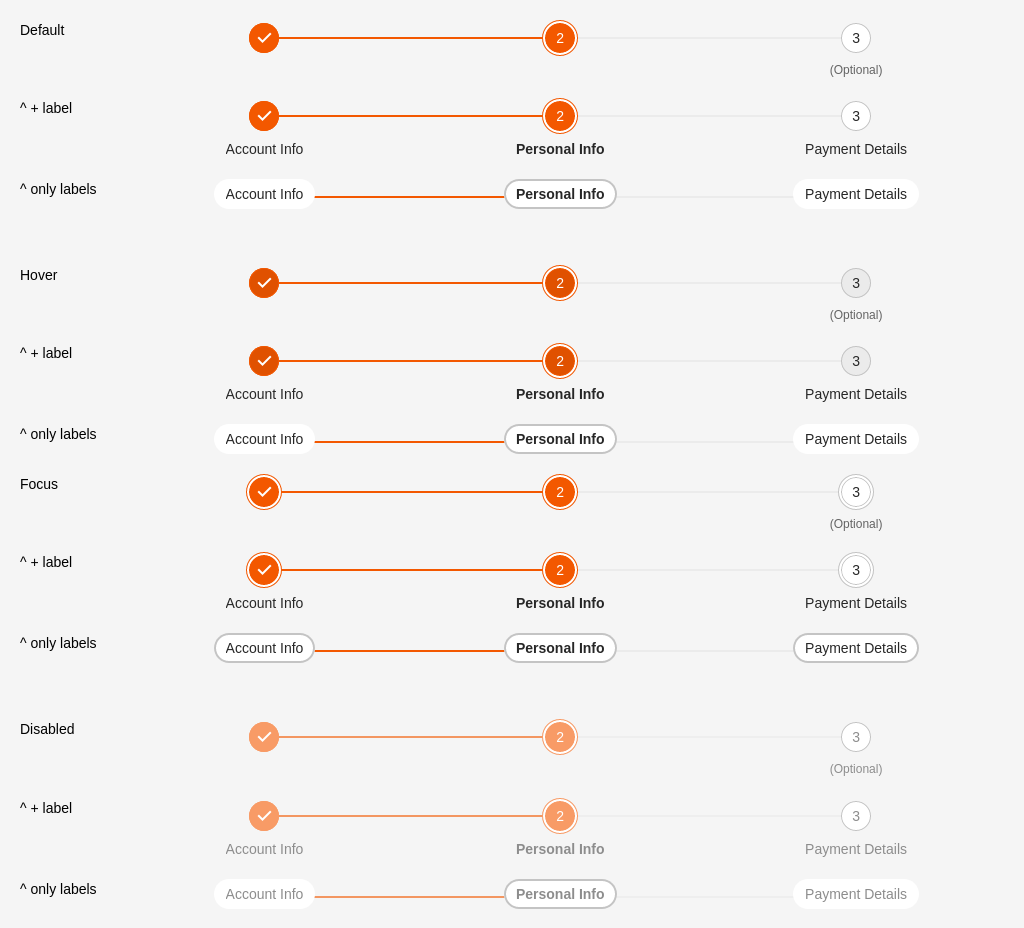 Default 2 3
(Optional)
^ + label 2 3
Account Info Personal Info Payment Details
^ only labels Account Info Personal Info Payment Details
Hover 2 3
(Optional)
^ + label 2 3
Account Info Personal Info Payment Details
^ only labels Account Info Personal Info Payment Details
Focus 2 3
(Optional)
^ + label 2 3
Account Info Personal Info Payment Details
^ only labels Account Info Personal Info Payment Details
Disabled 2 3
(Optional)
^ + label 2 3
Account Info Personal Info Payment Details
^ only labels Account Info Personal Info Payment Details